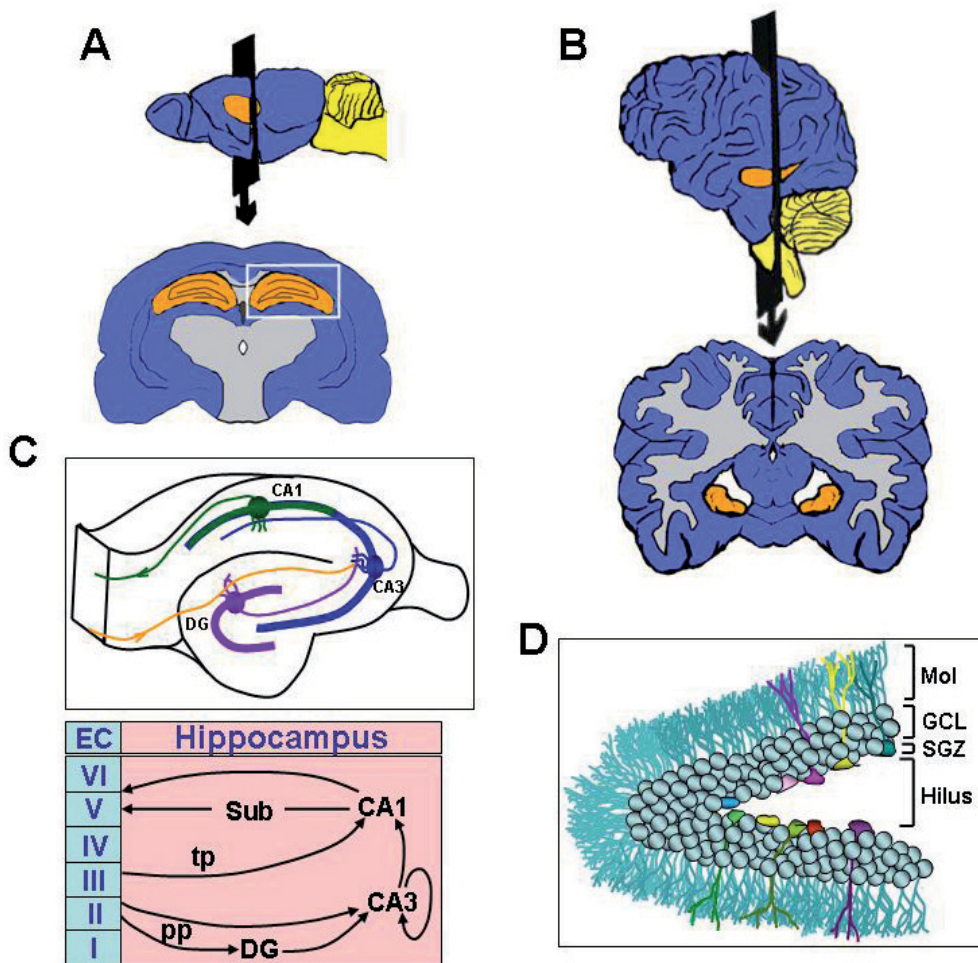 A
B
C
CA1
CA3
DG
EC Hippocampus
VI
V Sub CA1
IV
tp
III
II CA3
pp
I DG
D
Mol
GCL
SGZ
Hilus